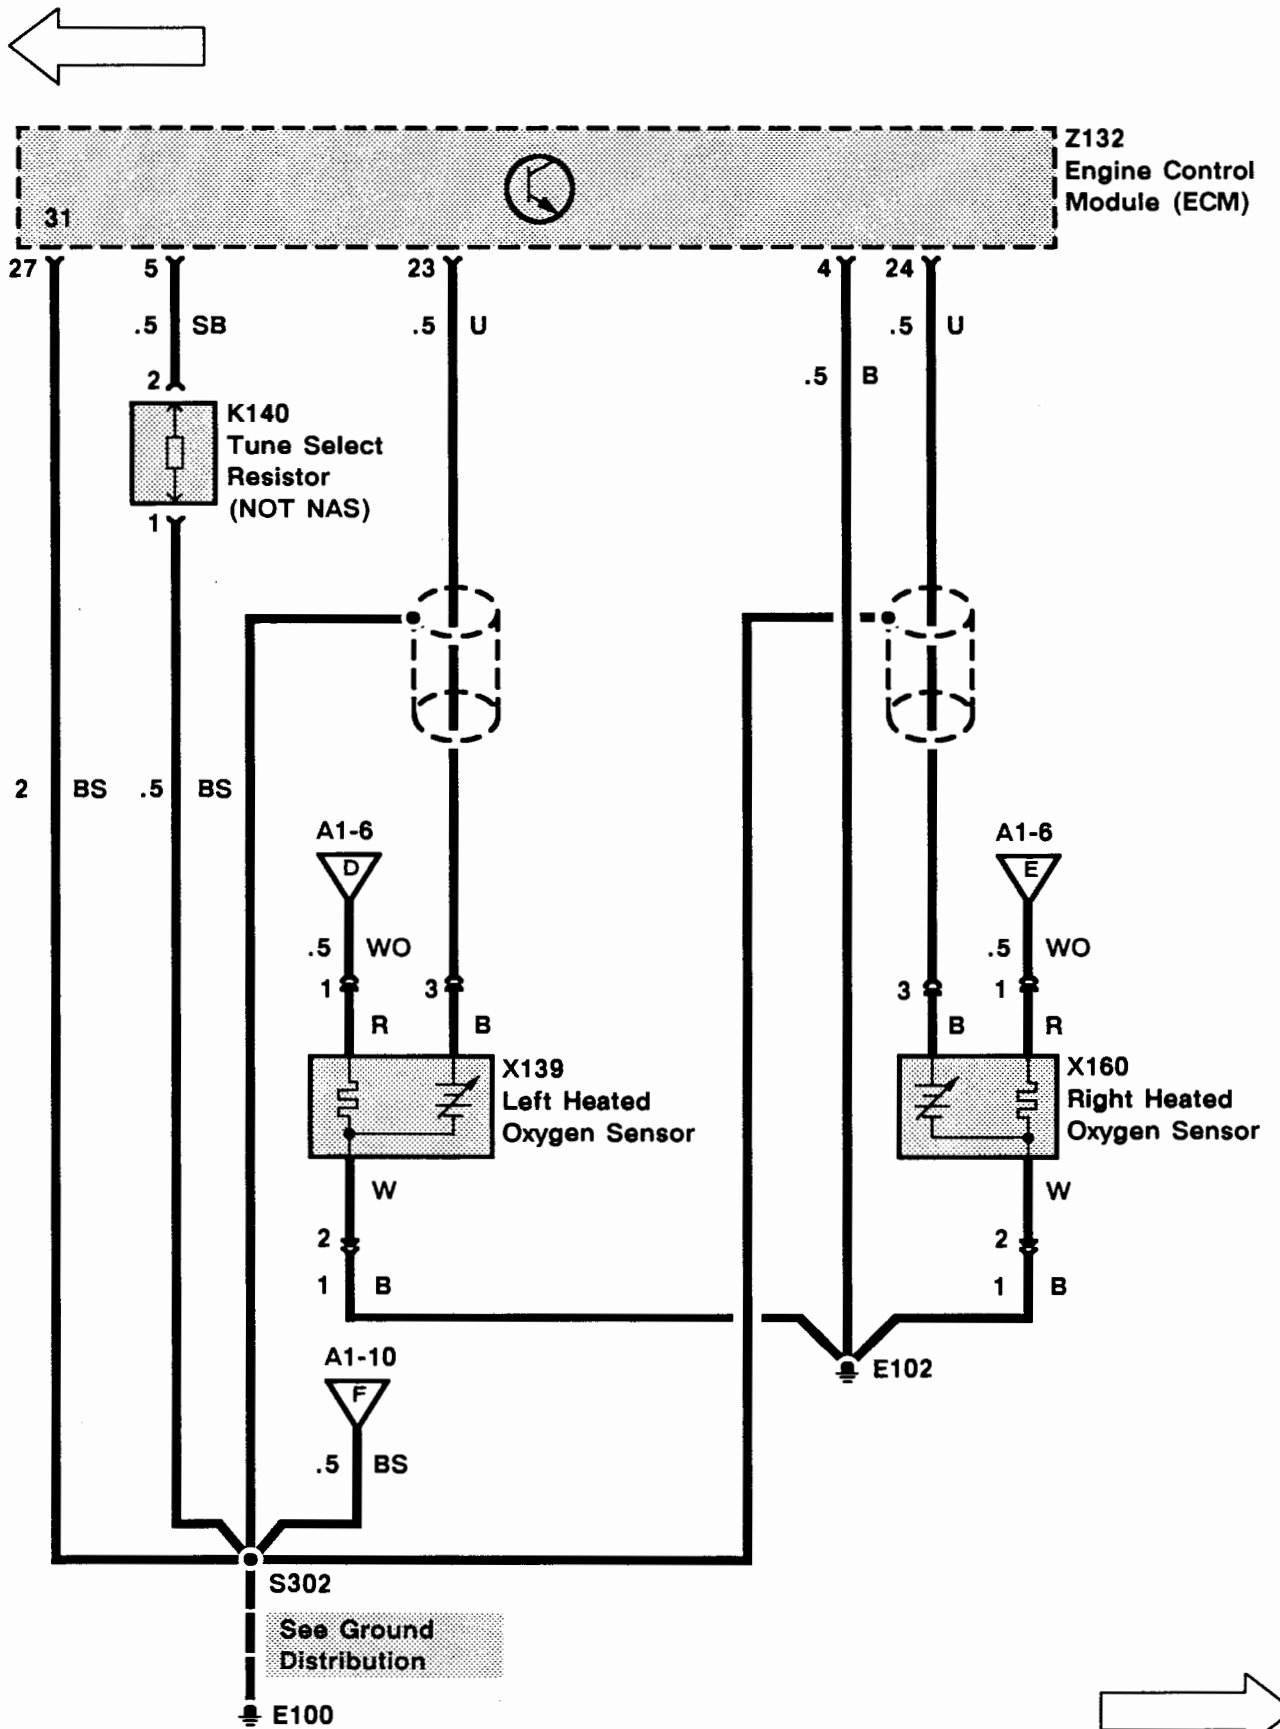 Z132
Engine Control
Module (ECM)
31
27 5 23 4 24
.5 SB .5 U .5 U
.5 B
2
K140
Tune Select
Resistor
(NOT NAS)
1
2 BS .5 BS
A1-6 A1-6
D E
.5 WO .5 WO
1 3 3 1
R B B R
X139
Left Heated
Oxygen Sensor
X160
Right Heated
Oxygen Sensor
W W
2 2
1 B 1 B
A1-10
E102
F
.5 BS
S302
See Ground
Distribution
E100